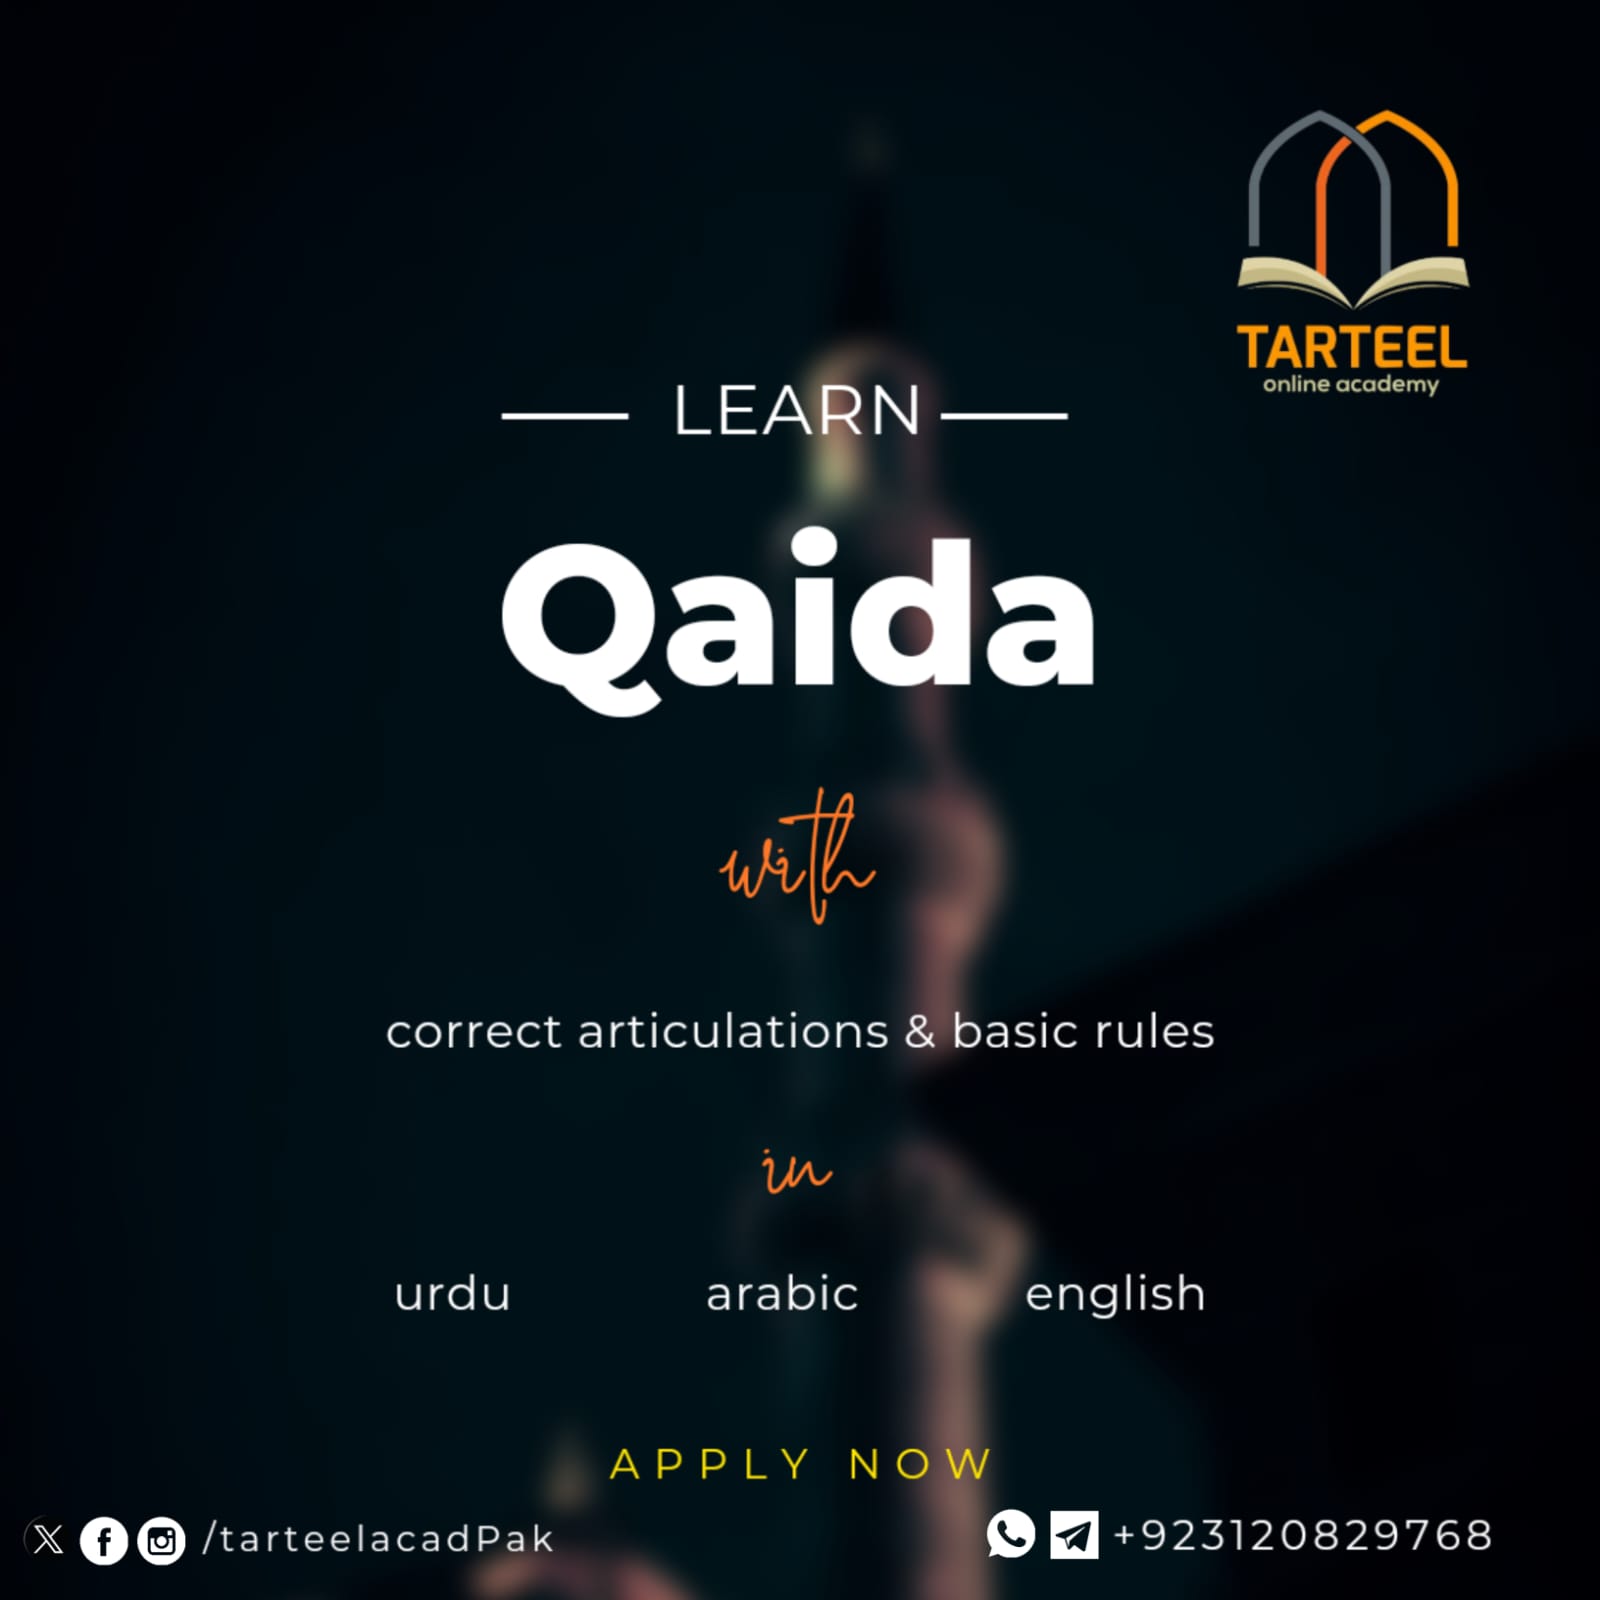 TARTEEL
online academy
LEARN
Qaida
with
correct articulations & basic rules
in
urdu arabic english
APPLY NOW
/tarteelacadPak
+923120829768